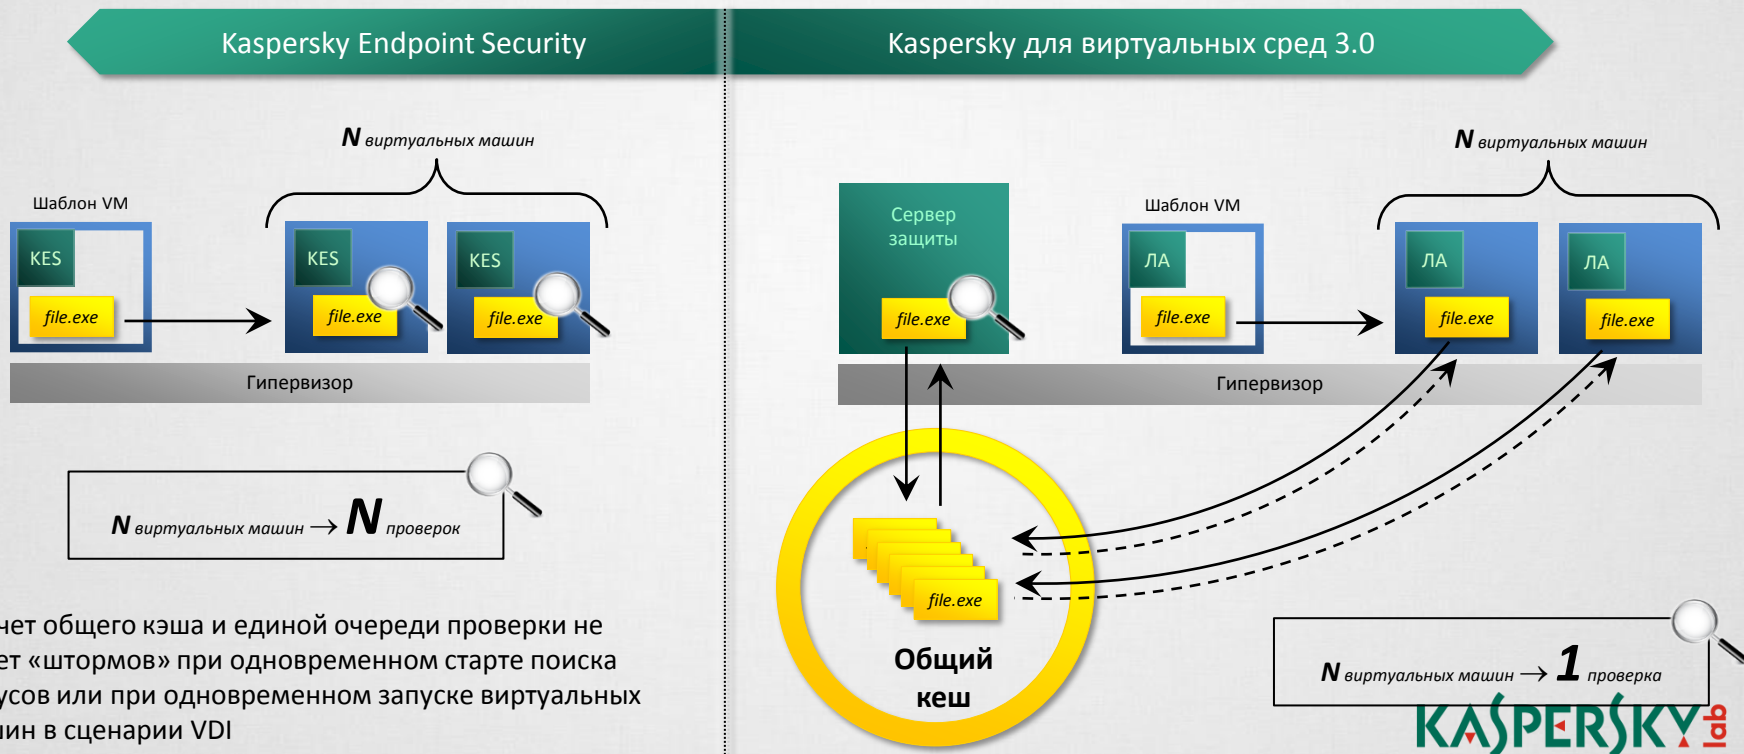 Kaspersky Endpoint Security
Kaspersky для виртуальных сред 3.0
N виртуальных машин
Шаблон VM
KES
KES
KES
file.exe
file.exe
file.exe
Гипервизор
N виртуальных машин → N проверок
чет общего кэша и единой очереди проверки не
ет «штормов» при одновременном старте поиска
усов или при одновременном запуске виртуальных
шин в сценарии VDI
N виртуальных машин
Сервер
защиты
Шаблон VM
ЛА
ЛА
ЛА
file.exe
file.exe
file.exe
file.exe
Гипервизор
file.exe
Общий
кеш
N виртуальных машин → 1 проверка
KASPERSKY lab